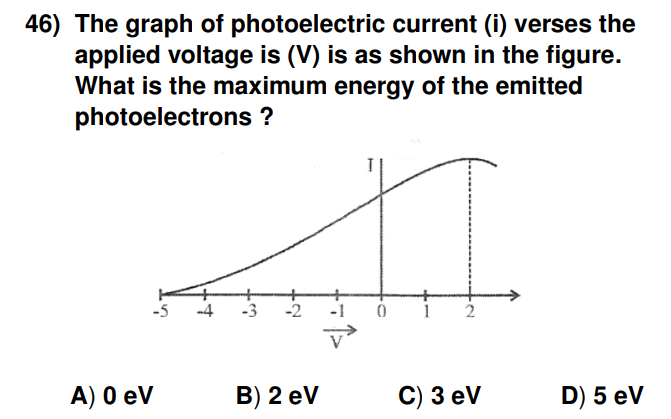 46) The graph of photoelectric current (i) verses the
applied voltage is (V) is as shown in the figure.
What is the maximum energy of the emitted
photoelectrons ?
I
-5 -4 -3 -2 -1 0 1 2
V
A) 0 eV B) 2 eV C) 3 eV D) 5 eV